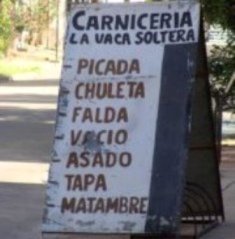 CARNICERIA
LA VACA SOLTERA
PICADA
CHULETA
FALDA
VACIO
ASADO
TAPA
MATAMBRE